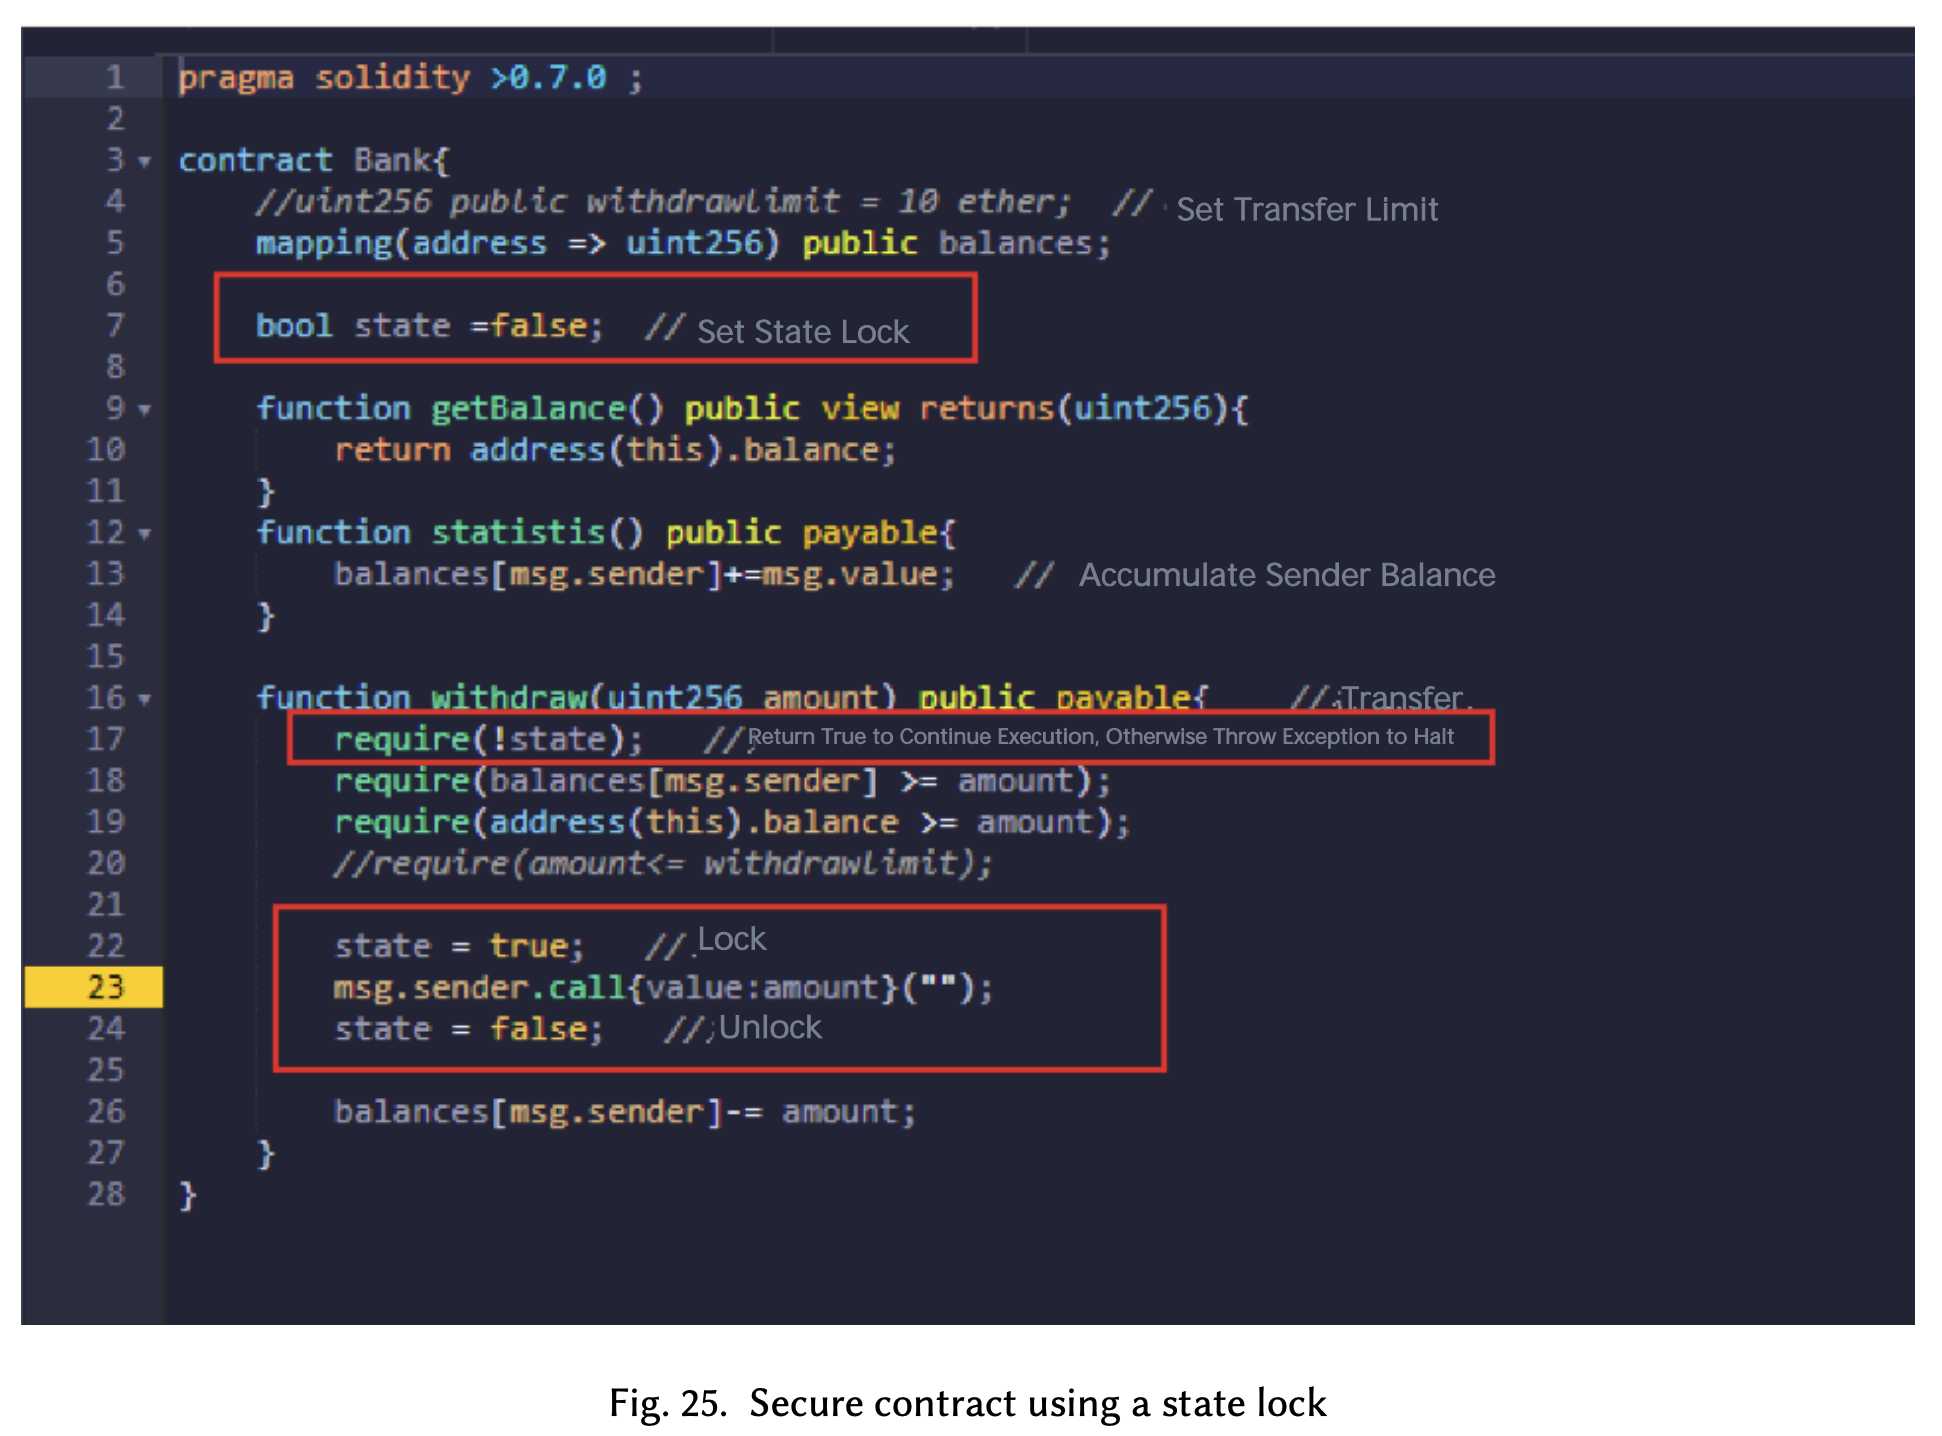 1 pragma solidity >0.7.0 ;
2
3 contract Bank{
4 //uint256 public withdrawlimit = 10 ether; // Set Transfer Limit
5 mapping(address => uint256) public balances;
6
7 bool state =false; // Set State Lock
8
9 function getBalance() public view returns(uint256){
10 return address(this).balance;
11 }
12 function statistis() public payable{
13 balances[msg.sender]+=msg.value; // Accumulate Sender Balance
14 }
15
16 function withdraw(uint256 amount) public payable{ // Transfer
17 require(!state); // Return True to Continue Execution, Otherwise Throw Exception to Halt
18 require(balances[msg.sender] >= amount);
19 require(address(this).balance >= amount);
20 //require(amount<= withdrawlimit);
21
22 state = true; // Lock
23 msg.sender.call{value:amount}("");
24 state = false; // Unlock
25
26 balances[msg.sender]-= amount;
27 }
28 }
Fig. 25. Secure contract using a state lock